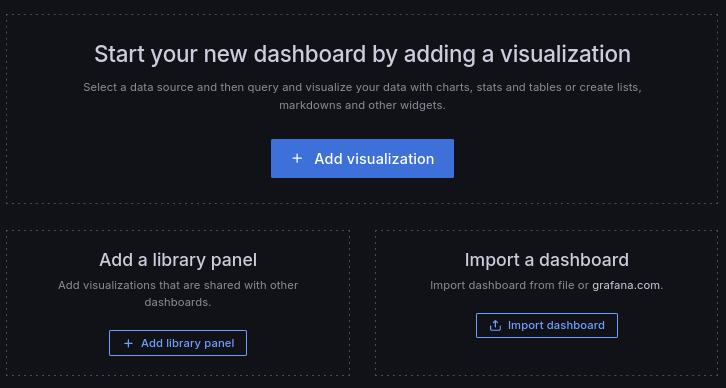 Start your new dashboard by adding a visualization
Select a data source and then query and visualize your data with charts, stats and tables or create lists,
markdowns and other widgets.
+ Add visualization
Add a library panel
Add visualizations that are shared with other
dashboards.
+ Add library panel
Import a dashboard
Import dashboard from file or grafana.com.
Import dashboard